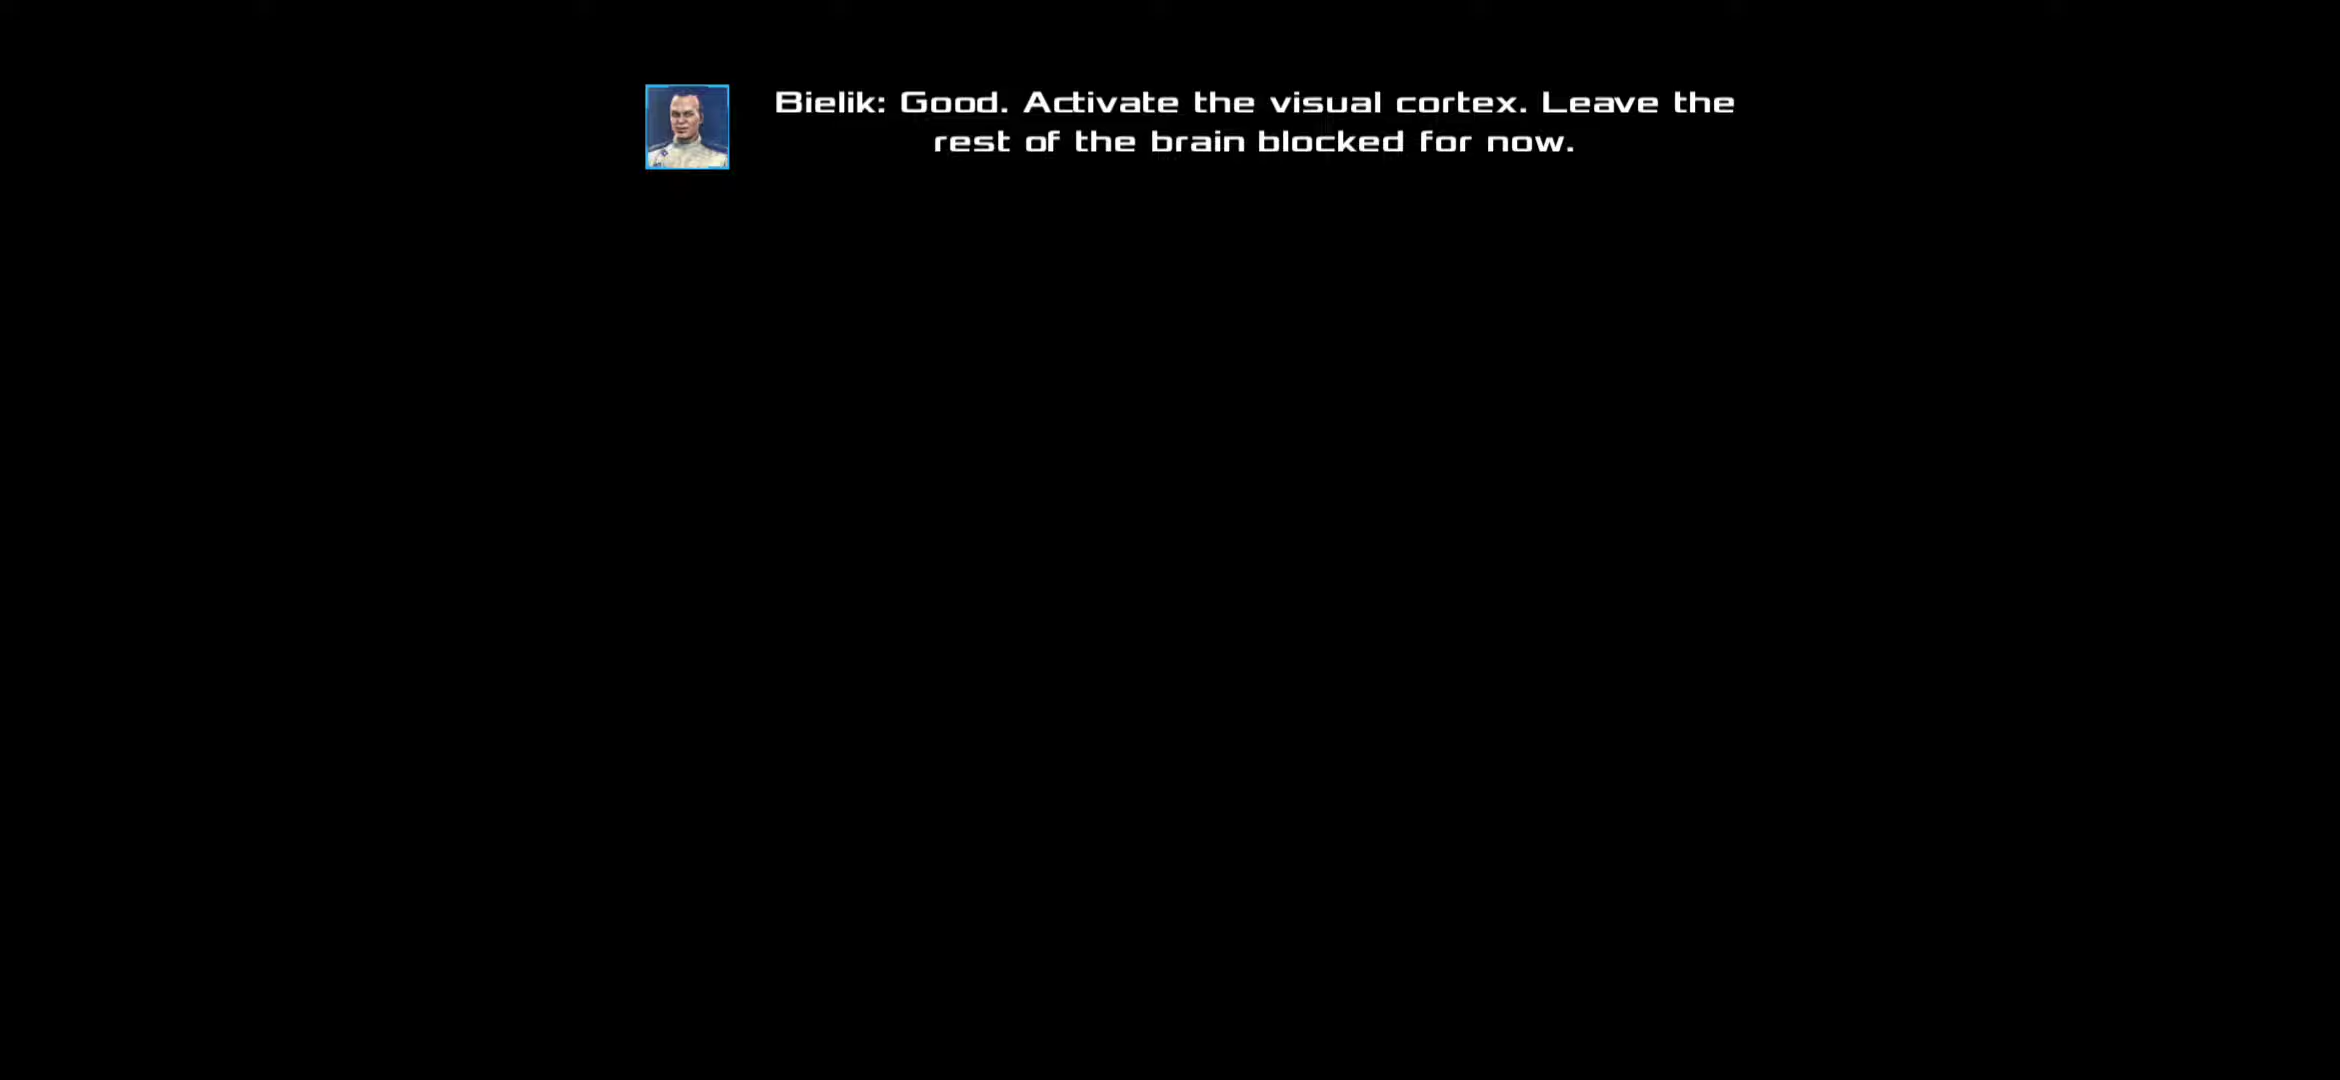 Bielik: Good. Activate the visual cortex. Leave the
rest of the brain blocked for now.